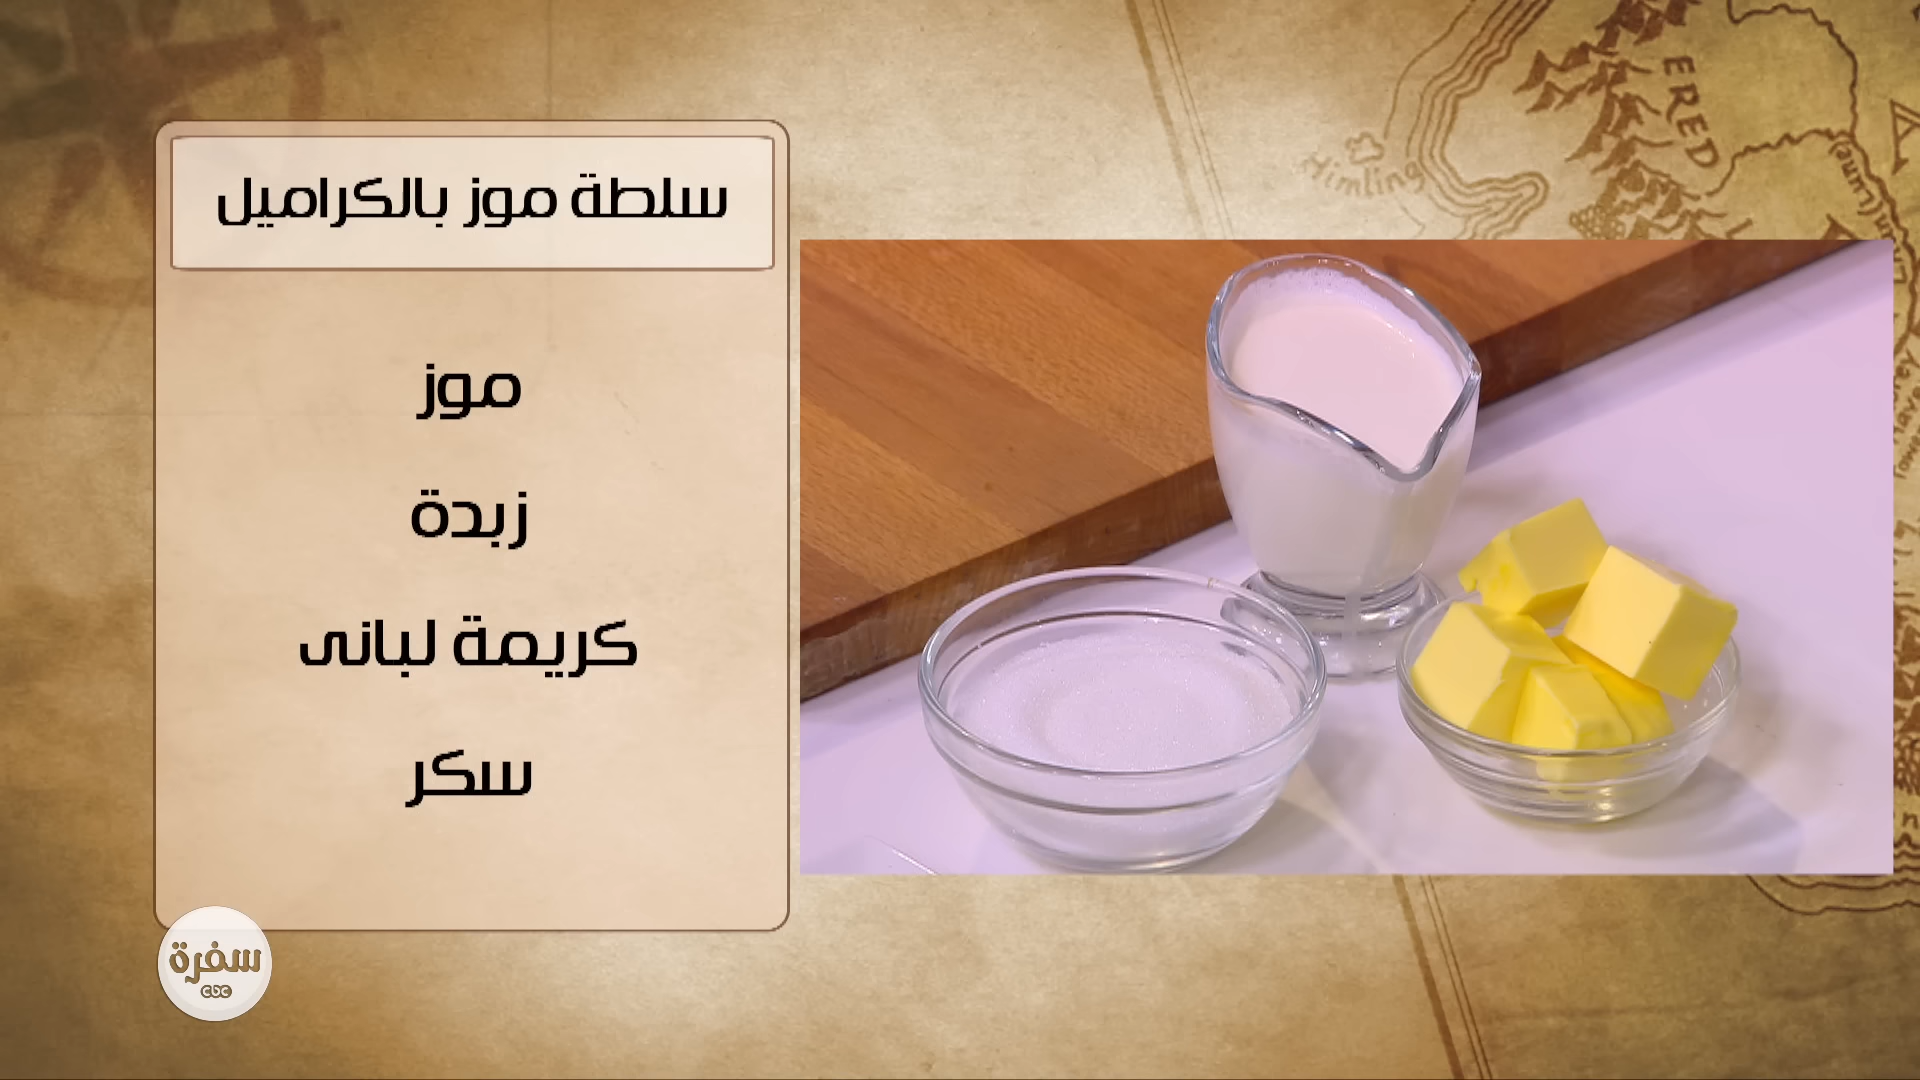 سلطة موز بالكراميل
موز
زبدة
كريمة لبانى
سكر
سفرة
cbc
Himling
ERED